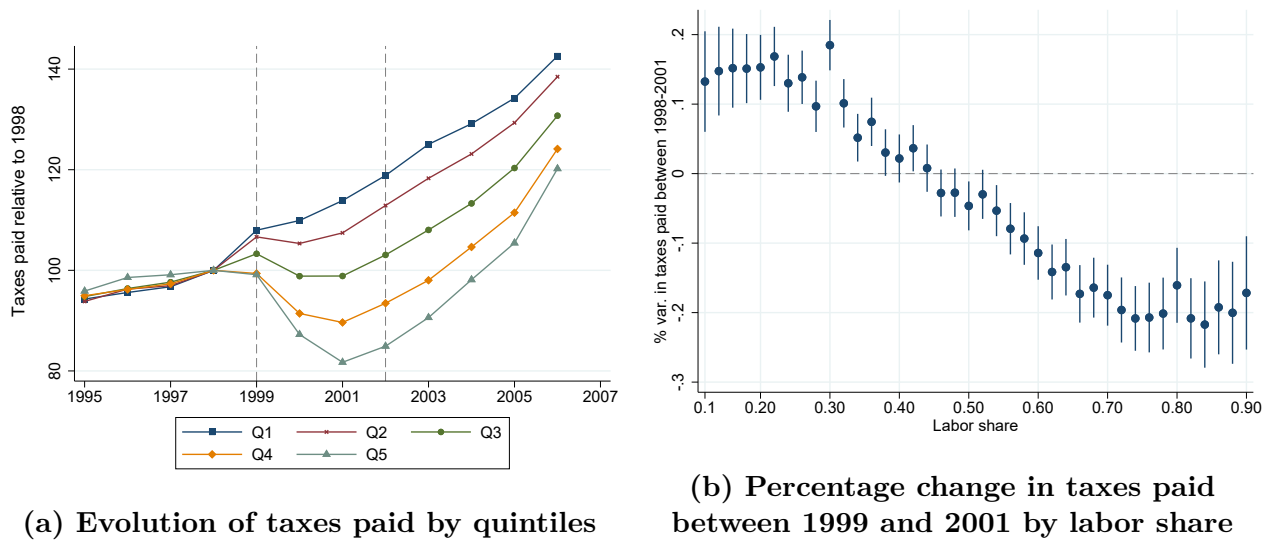 Taxes paid relative to 1998
140
120
100
80
1995 1997 1999 2001 2003 2005 2007
Q1 Q2 Q3
Q4 Q5
(a) Evolution of taxes paid by quintiles
% var. in taxes paid between 1998-2001
.2
.1
0
-.1
-.2
-.3
0.1 0.20 0.30 0.40 0.50 0.60 0.70 0.80 0.90
Labor share
(b) Percentage change in taxes paid
between 1999 and 2001 by labor share